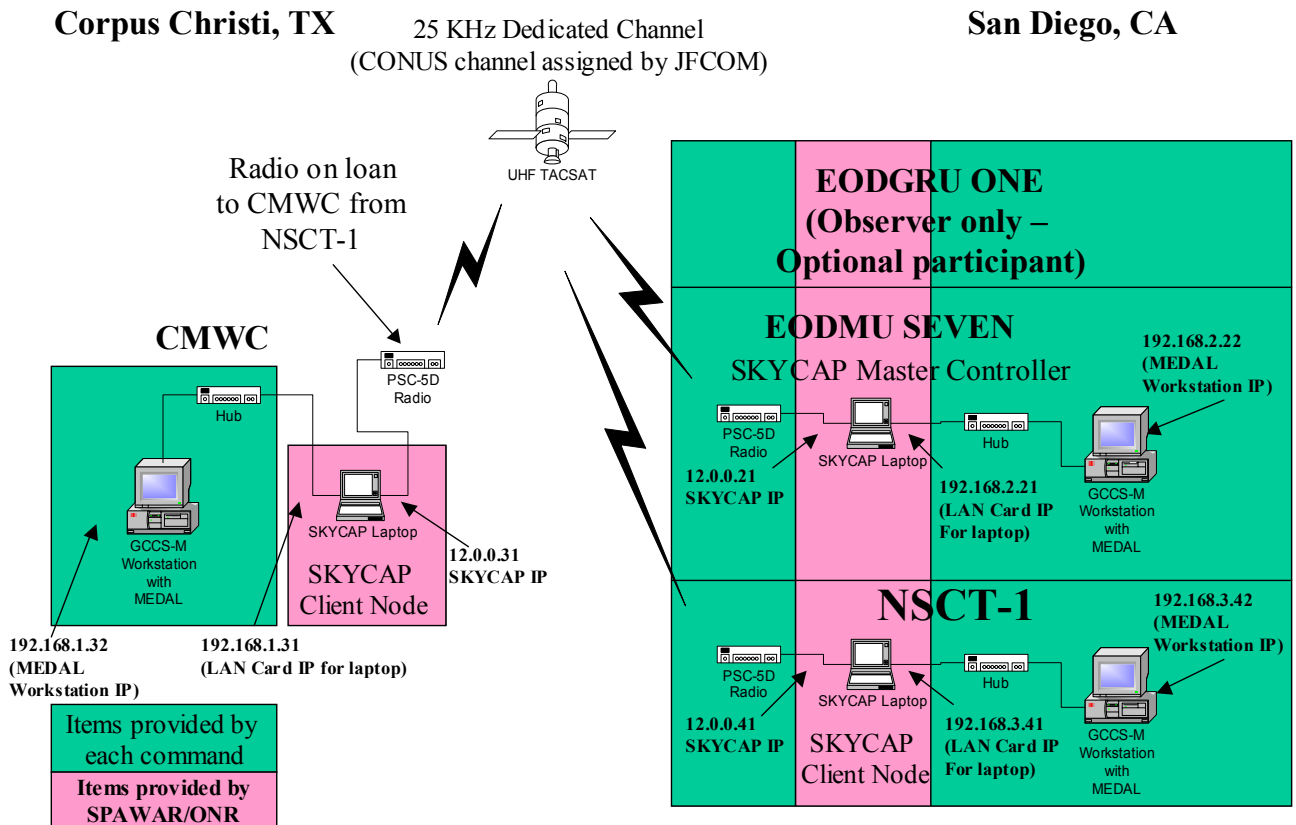 Corpus Christi, TX
25 KHz Dedicated Channel
(CONUS channel assigned by JFCOM)
San Diego, CA
UHF TACSAT
Radio on loan
to CMWC from
NSCT-1
CMWC
Hub
PSC-5D
Radio
GCCS-M
Workstation
with
MEDAL
SKYCAP Laptop
SKYCAP
Client Node
12.0.0.31
SKYCAP IP
192.168.1.32
(MEDAL
Workstation IP)
192.168.1.31
(LAN Card IP for laptop)
Items provided by
each command
Items provided by
SPAWAR/ONR
EODGRU ONE
(Observer only –
Optional participant)
EODMU SEVEN
SKYCAP Master Controller
192.168.2.22
(MEDAL
Workstation IP)
PSC-5D
Radio
12.0.0.21
SKYCAP IP
SKYCAP Laptop
Hub
192.168.2.21
(LAN Card IP
For laptop)
GCCS-M
Workstation
with
MEDAL
NSCT-1
192.168.3.42
(MEDAL
Workstation IP)
PSC-5D
Radio
12.0.0.41
SKYCAP IP
SKYCAP Laptop
SKYCAP
Client Node
Hub
192.168.3.41
(LAN Card IP
For laptop)
GCCS-M
Workstation
with
MEDAL